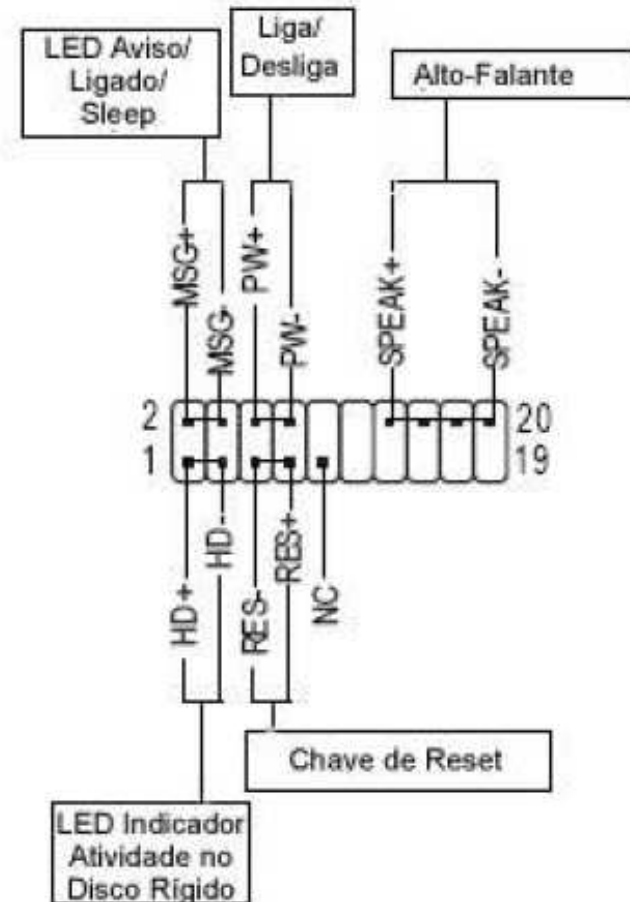 LED Aviso/
Ligado/
Sleep
Liga/
Desliga
Alto-Falante
MSG+
MSG-
PW+
PW-
SPEAK+
SPEAK-
2
20
1
19
HD+
HD-
RES-
RES+
NC
Chave de Reset
LED Indicador
Atividade no
Disco Rígido